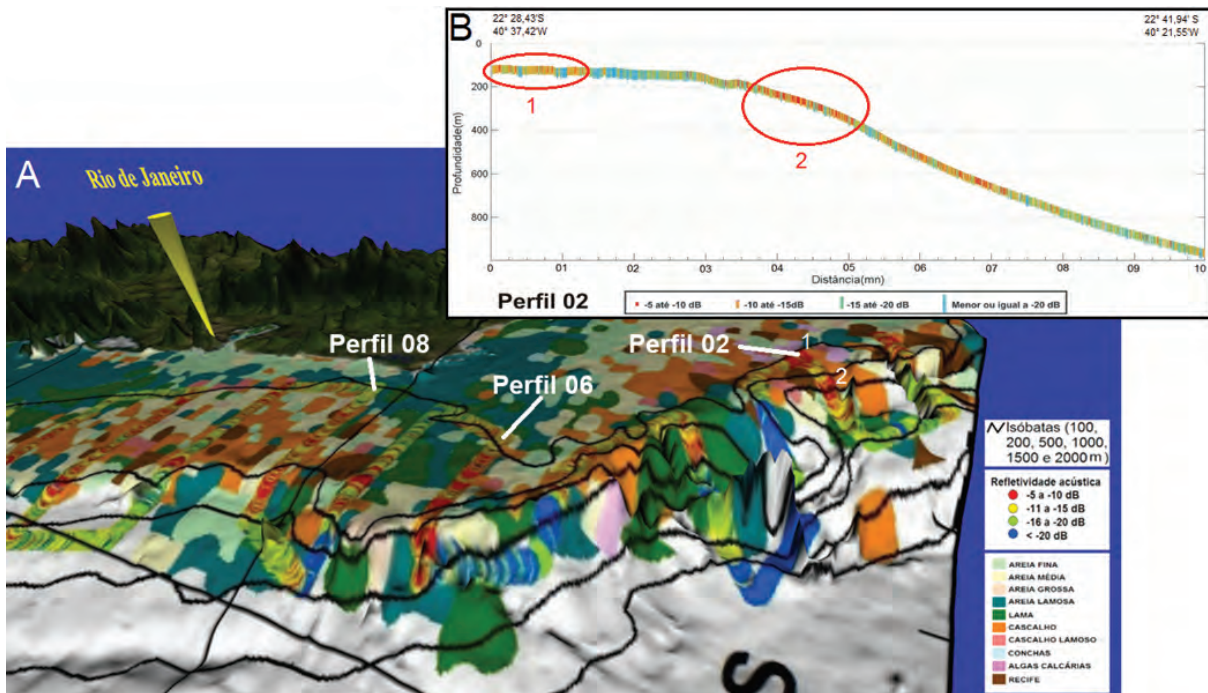 22° 28,43'S
40° 37,42'W
22° 41,94' S
40° 21,55'W
B
0
200
400
600
800
Profundidade(m)
1
2
0 01 02 03 04 05 06 07 08 09 10
Distância(mn)
Perfil 02
-5 até -10 dB
-10 até -15dB
-15 até -20 dB
Menor ou igual a -20 dB
A
Rio de Janeiro
Perfil 08
Perfil 06
Perfil 02
1
2
S
Isóbatas (100,
200, 500, 1000,
1500 e 2000m)
Refletividade acústica
-5 a -10 dB
-11 a -15 dB
-16 a -20 dB
< -20 dB
AREIA FINA
AREIA MÉDIA
AREIA GROSSA
AREIA LAMOSA
LAMA
CASCALHO
CASCALHO LAMOSO
CONCHAS
ALGAS CALCÁRIAS
RECIFE